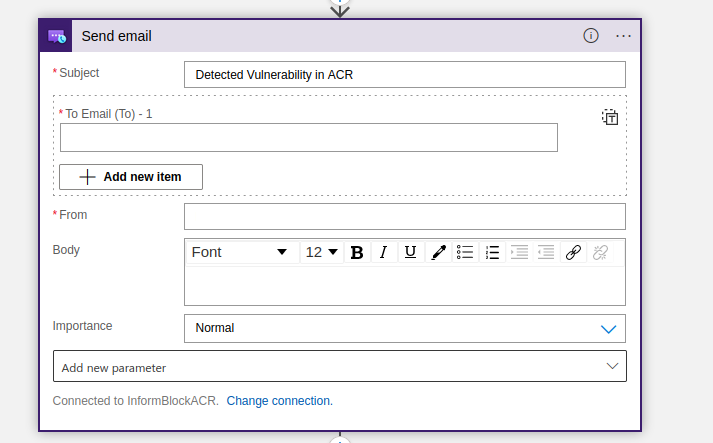 Send email
* Subject
Detected Vulnerability in ACR
* To Email (To) - 1
Add new item
* From
Body
Font 12 B I U
Importance
Normal
Add new parameter
Connected to InformBlockACR. Change connection.